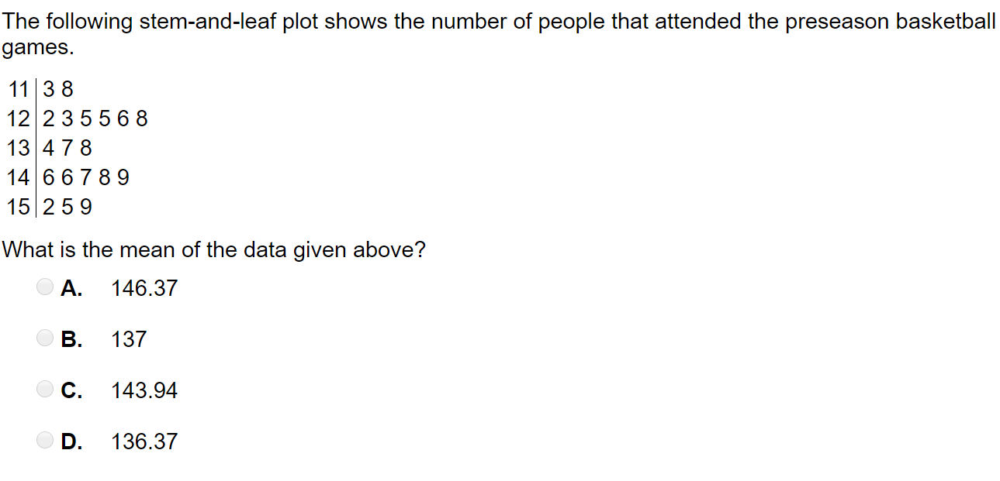 The following stem-and-leaf plot shows the number of people that attended the preseason basketball
games.
11 | 3 8
12 | 2 3 5 5 6 8
13 | 4 7 8
14 | 6 6 7 8 9
15 | 2 5 9
What is the mean of the data given above?
A. 146.37
B. 137
C. 143.94
D. 136.37